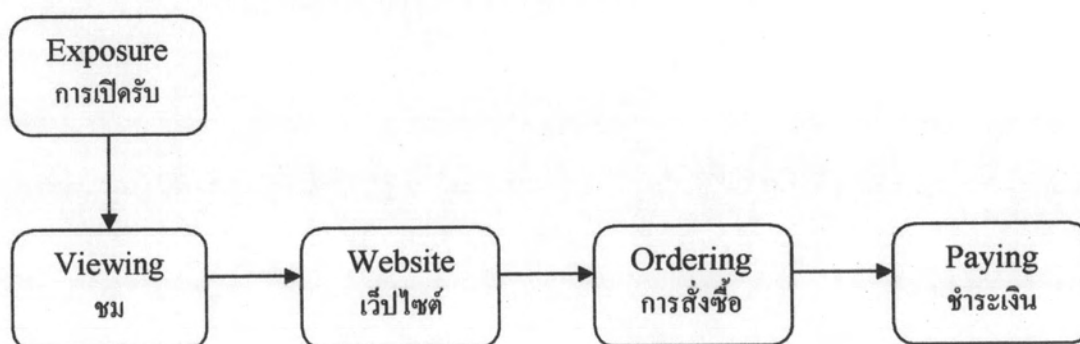 Exposure
การเปิดรับ
Viewing
ชม
Website
เว็ปไซต์
Ordering
การสั่งซื้อ
Paying
ชำระเงิน